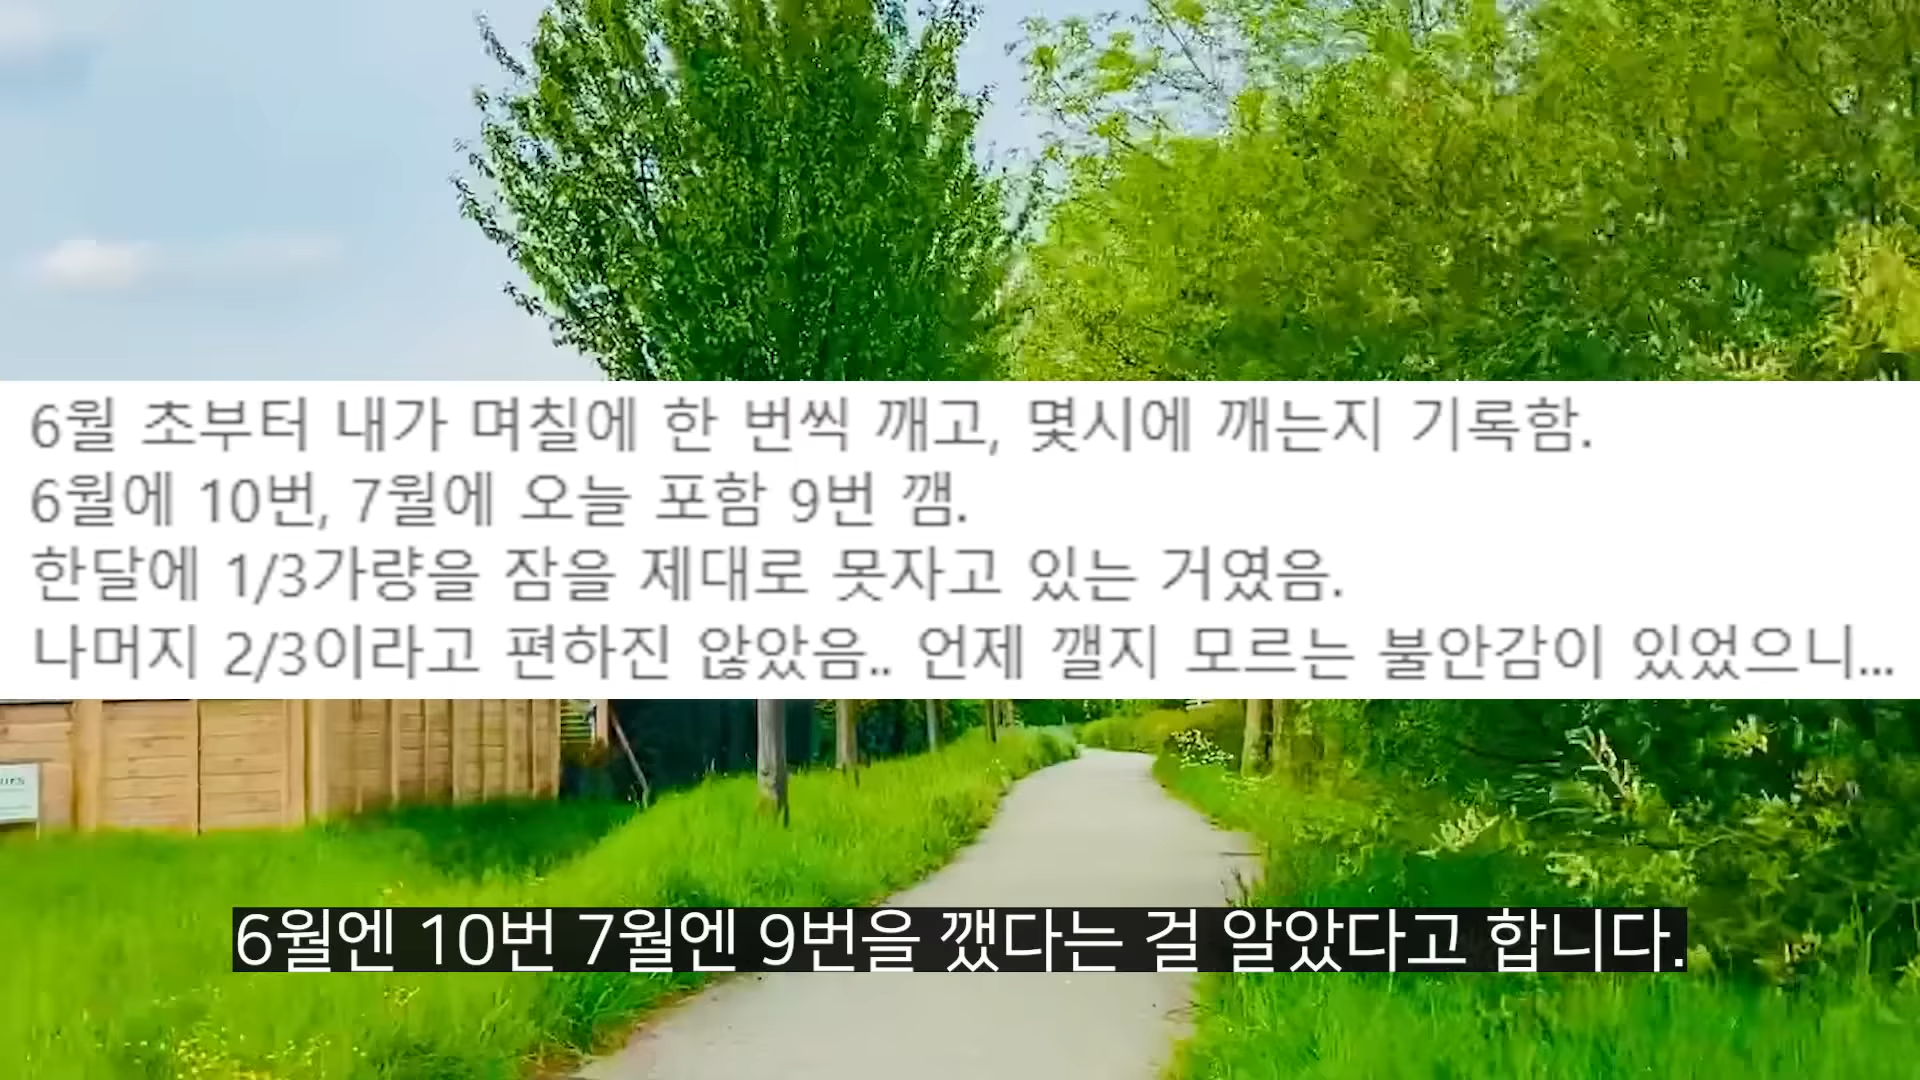 6월 초부터 내가 며칠에 한 번씩 깨고, 몇시에 깨는지 기록함.
6월에 10번, 7월에 오늘 포함 9번 깸.
한달에 1/3가량을 잠을 제대로 못자고 있는 거였음.
나머지 2/3이라고 편하진 않았음.. 언제 깰지 모르는 불안감이 있었으니...
6월엔 10번 7월엔 9번을 깼다는 걸 알았다고 합니다.